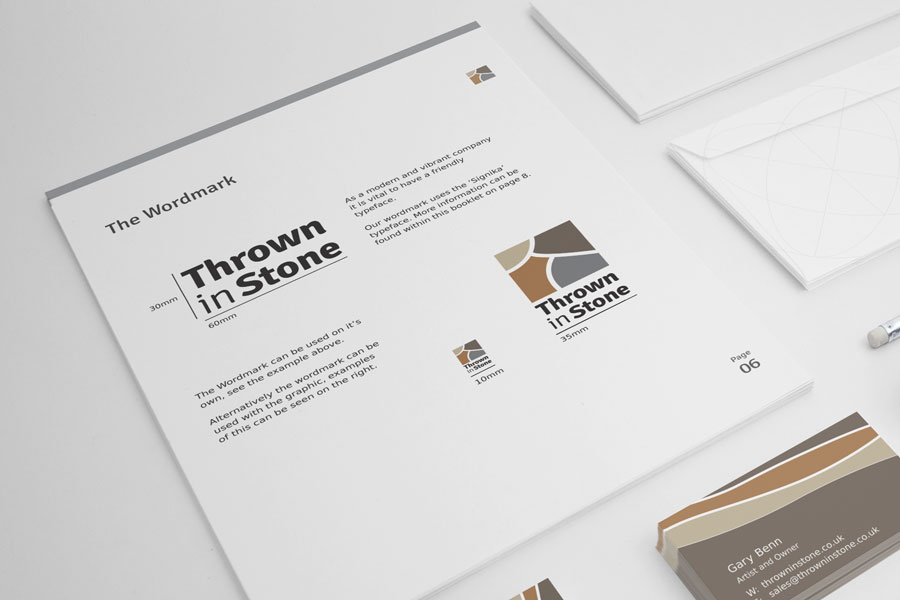 The Wordmark
As a modern and vibrant company
it is vital to have a friendly
typeface.
Our wordmark uses the 'Signika'
typeface. More information can be
found within this booklet on page 8.
Thrown
in Stone
30mm
60mm
The Wordmark can be used on it's
own, see the example above.
Alternatively the wordmark can be
used with the graphic, examples
of this can be seen on the right.
Thrown
in Stone
10mm
Thrown
in Stone
35mm
Page
06
Gary Benn
Artist and Owner
W: throwninstone.co.uk
sales@throwninstone.co.uk